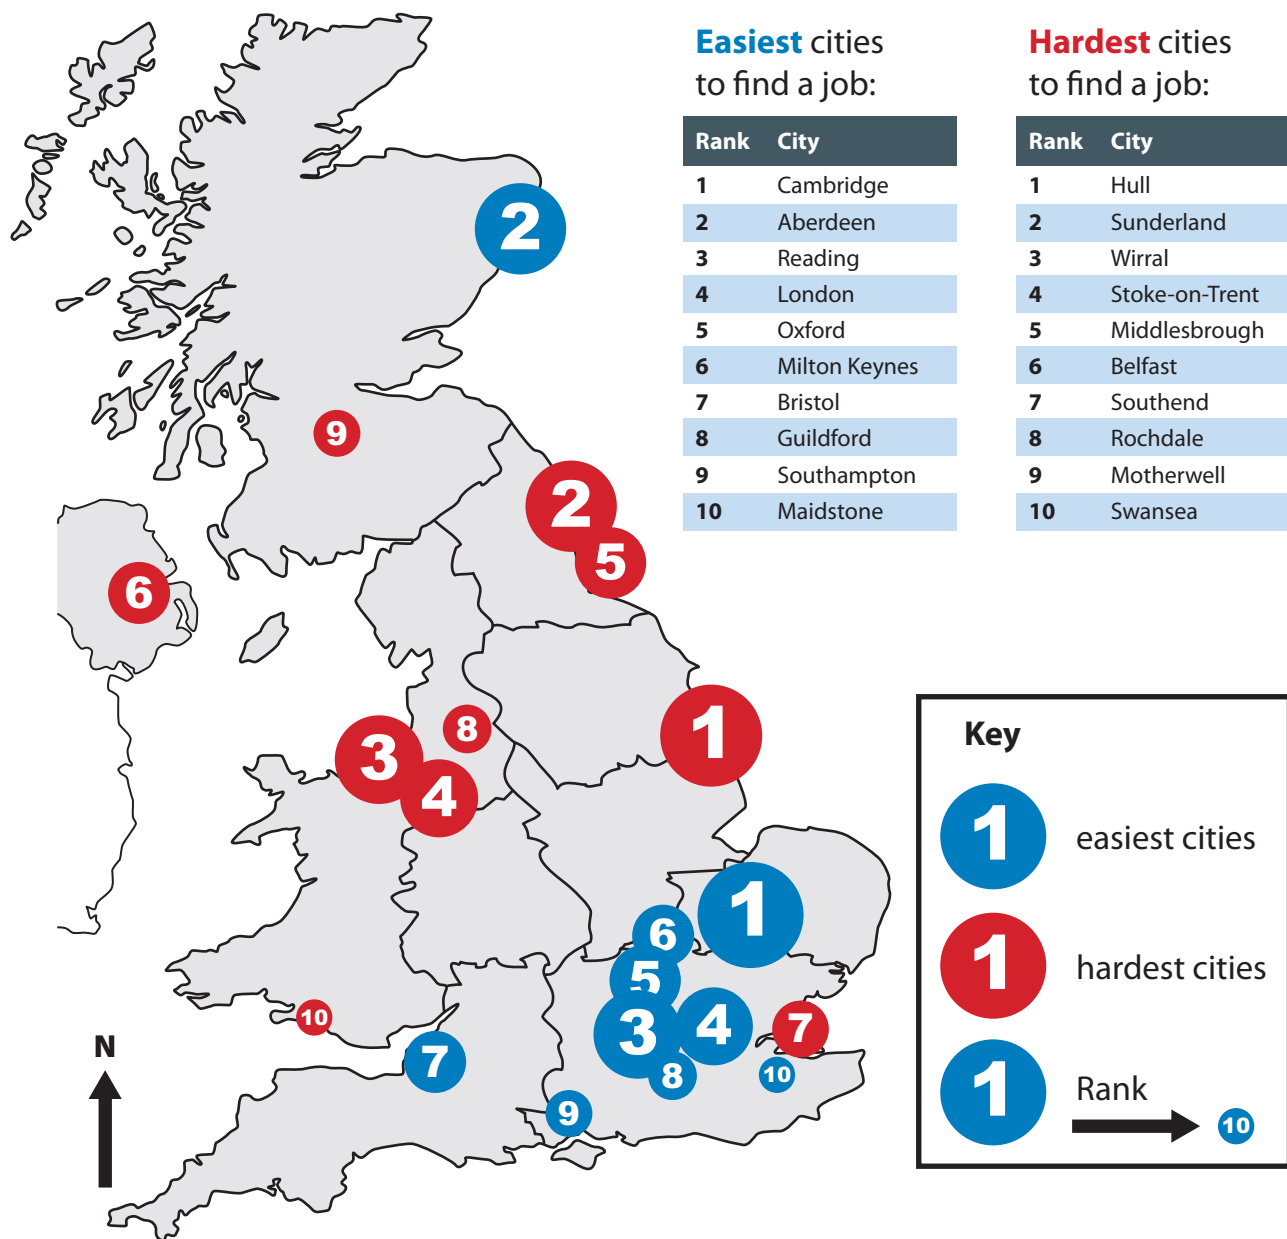 Easiest cities
to find a job:
Rank City
1 Cambridge
2 Aberdeen
3 Reading
4 London
5 Oxford
6 Milton Keynes
7 Bristol
8 Guildford
9 Southampton
10 Maidstone
Hardest cities
to find a job:
Rank City
1 Hull
2 Sunderland
3 Wirral
4 Stoke-on-Trent
5 Middlesbrough
6 Belfast
7 Southend
8 Rochdale
9 Motherwell
10 Swansea
2
9
2
5
6
8
1
3
4
1
6
5
3
4
10
7
7
8
10
9
N
Key
1 easiest cities
1 hardest cities
1 Rank 10